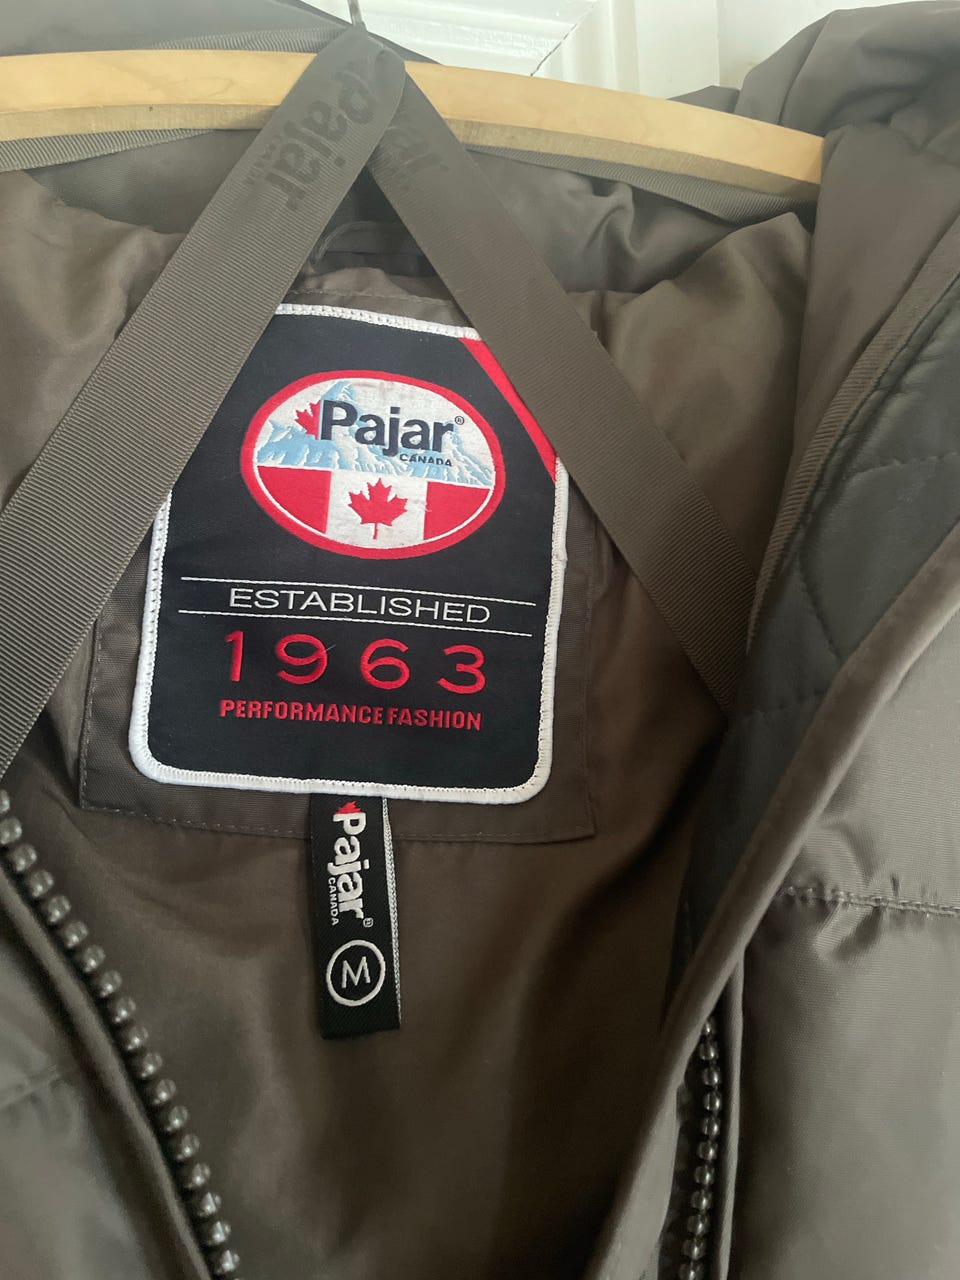 Pajar
Pajar®
CANADA
ESTABLISHED
1963
PERFORMANCE FASHION
Pajar®
CANADA
M